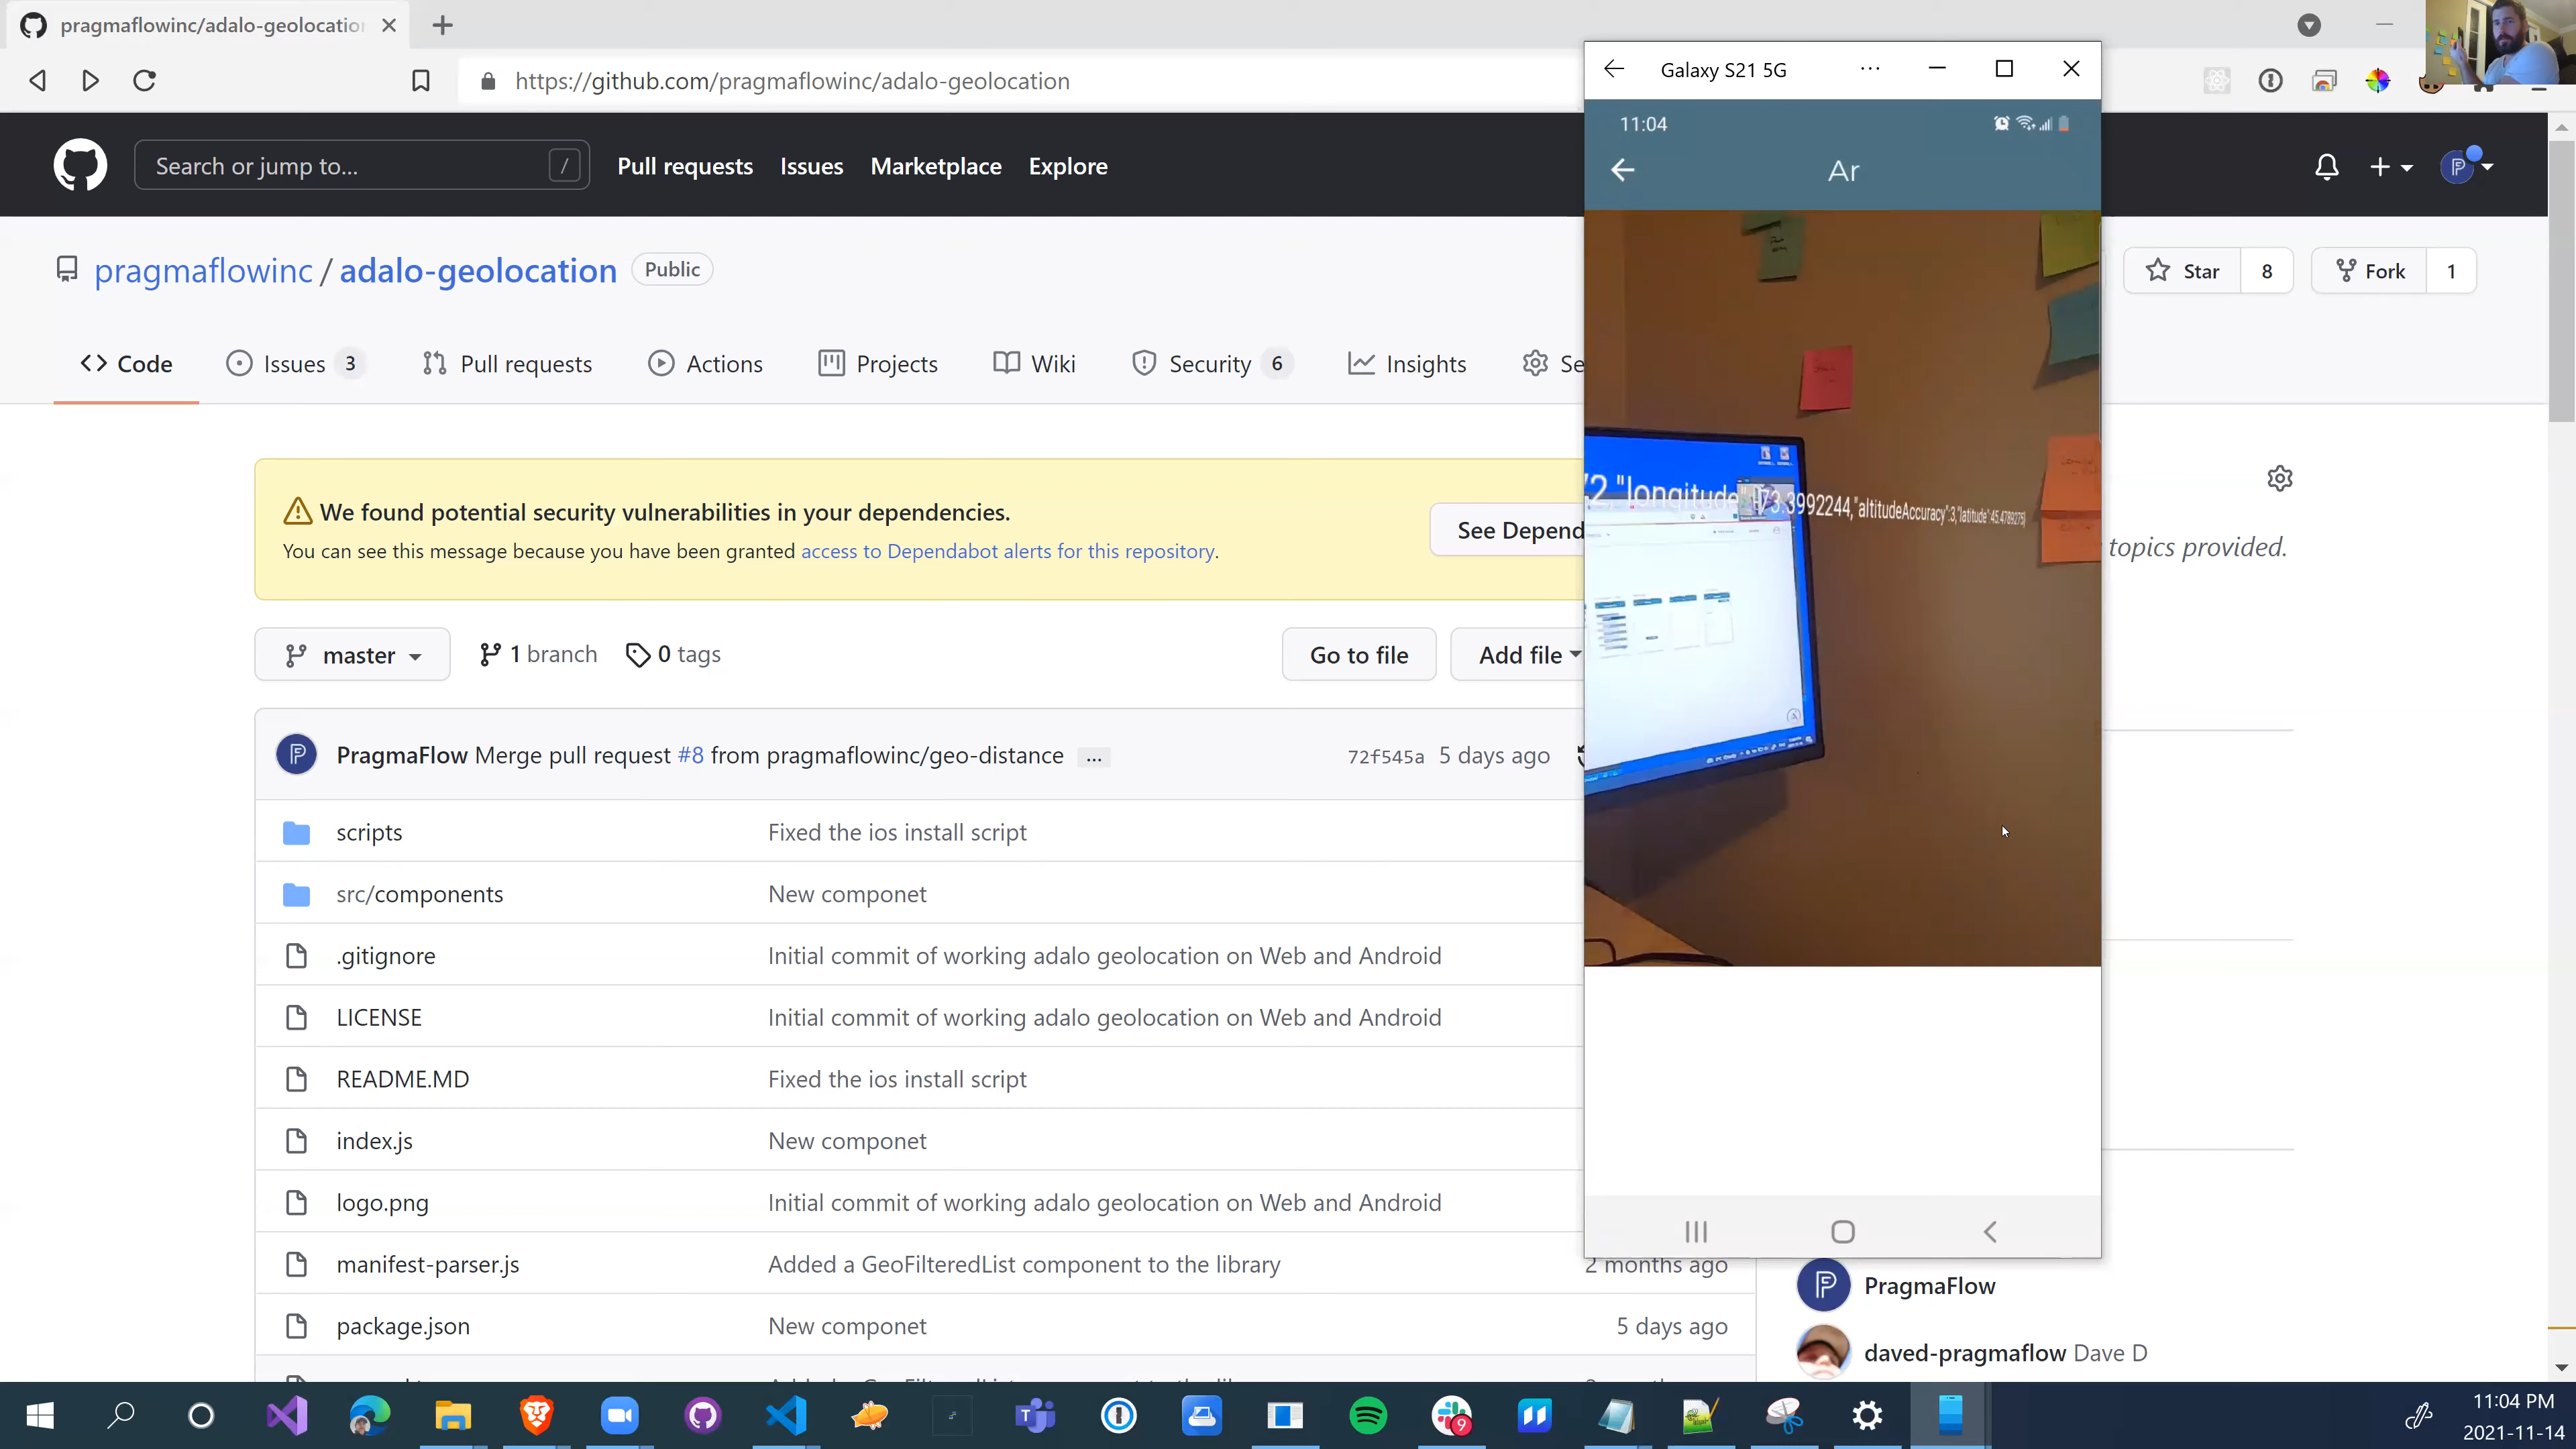 pragmaflowinc/adalo-geolocation
https://github.com/pragmaflowinc/adalo-geolocation
Search or jump to... /
Pull requests Issues Marketplace Explore
pragmaflowinc / adalo-geolocation Public
Star 8 Fork 1
Code Issues 3 Pull requests Actions Projects Wiki Security 6 Insights Se
We found potential security vulnerabilities in your dependencies.
You can see this message because you have been granted access to Dependabot alerts for this repository.
See Depend
topics provided.
master 1 branch 0 tags Go to file Add file
PragmaFlow Merge pull request #8 from pragmaflowinc/geo-distance ... 72f545a 5 days ago
scripts Fixed the ios install script
src/components New componet
.gitignore Initial commit of working adalo geolocation on Web and Android
LICENSE Initial commit of working adalo geolocation on Web and Android
README.MD Fixed the ios install script
index.js New componet
logo.png Initial commit of working adalo geolocation on Web and Android
manifest-parser.js Added a GeoFilteredList component to the library 2 months ago
package.json New componet 5 days ago
PragmaFlow
daved-pragmaflow Dave D
Galaxy S21 5G
11:04
Ar
2,"longitude":-73.3992244,"altitudeAccuracy":3,"latitude":45.4789275}
9
11:04 PM
2021-11-14